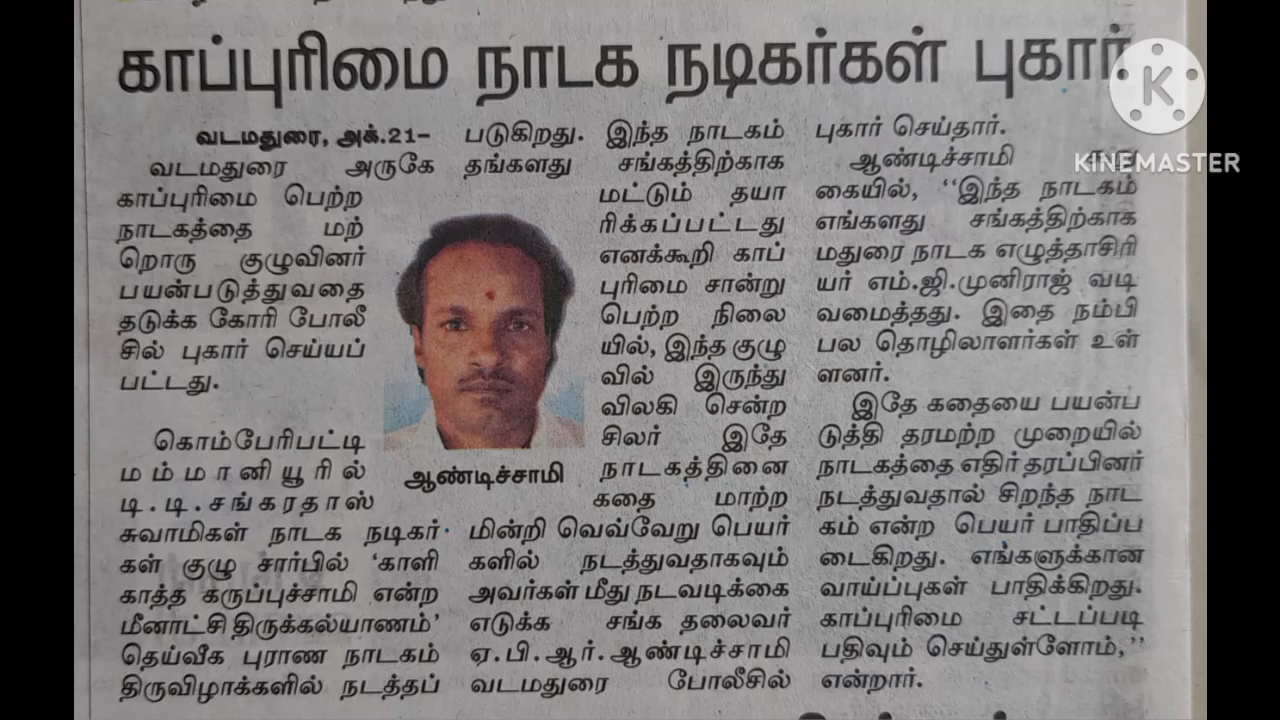 காப்புரிமை நாடக நடிகர்கள் புகார்
வடமதுரை, அக்.21–
வடமதுரை அருகே
காப்புரிமை பெற்ற
நாடகத்தை மற்
றொரு குழுவினர்
பயன்படுத்துவதை
தடுக்க கோரி போலீ
சில் புகார் செய்யப்
பட்டது.
கொம்பேரிபட்டி
மம்மானியூரில்
டி.டி.சங்கரதாஸ்
சுவாமிகள் நாடக நடிகர்
கள் குழு சார்பில் ‘காளி
காத்த கருப்புச்சாமி என்ற
மீனாட்சி திருக்கல்யாணம்’
தெய்வீக புராண நாடகம்
திருவிழாக்களில் நடத்தப்
ஆண்டிச்சாமி
படுகிறது. இந்த நாடகம்
தங்களது சங்கத்திற்காக
மட்டும் தயா
ரிக்கப்பட்டது
எனக்கூறி காப்
புரிமை சான்று
பெற்ற நிலை
யில், இந்த குழு
வில் இருந்து
விலகி சென்ற
சிலர் இதே
நாடகத்தினை
கதை மாற்ற
மின்றி வெவ்வேறு பெயர்
களில் நடத்துவதாகவும்
அவர்கள் மீது நடவடிக்கை
எடுக்க சங்க தலைவர்
ஏ.பி.ஆர்.ஆண்டிச்சாமி
வடமதுரை போலீசில்
புகார் செய்தார்.
ஆண்டிச்சாமி
கையில், ‘‘இந்த நாடகம்
எங்களது சங்கத்திற்காக
மதுரை நாடக எழுத்தாசிரி
யர் எம்.ஜி.முனிராஜ் வடி
வமைத்தது. இதை நம்பி
பல தொழிலாளர்கள் உள்
ளனர்.
இதே கதையை பயன்ப
டுத்தி தரமற்ற முறையில்
நாடகத்தை எதிர் தரப்பினர்
நடத்துவதால் சிறந்த நாட
கம் என்ற பெயர் பாதிப்ப
டைகிறது. எங்களுக்கான
வாய்ப்புகள் பாதிக்கிறது.
காப்புரிமை சட்டப்படி
பதிவும் செய்துள்ளோம்,’’
என்றார்.
K
KINEMASTER